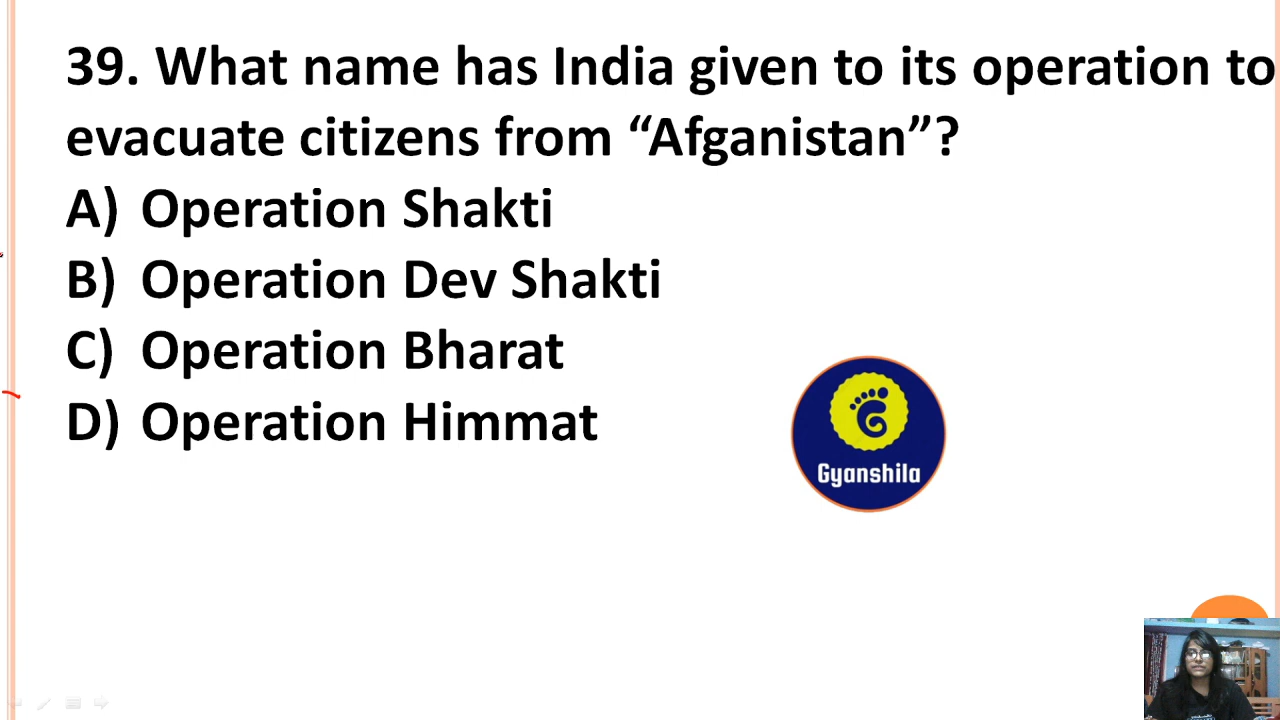 39. What name has India given to its operation to
evacuate citizens from “Afganistan”?
A) Operation Shakti
B) Operation Dev Shakti
C) Operation Bharat
D) Operation Himmat
Gyanshila